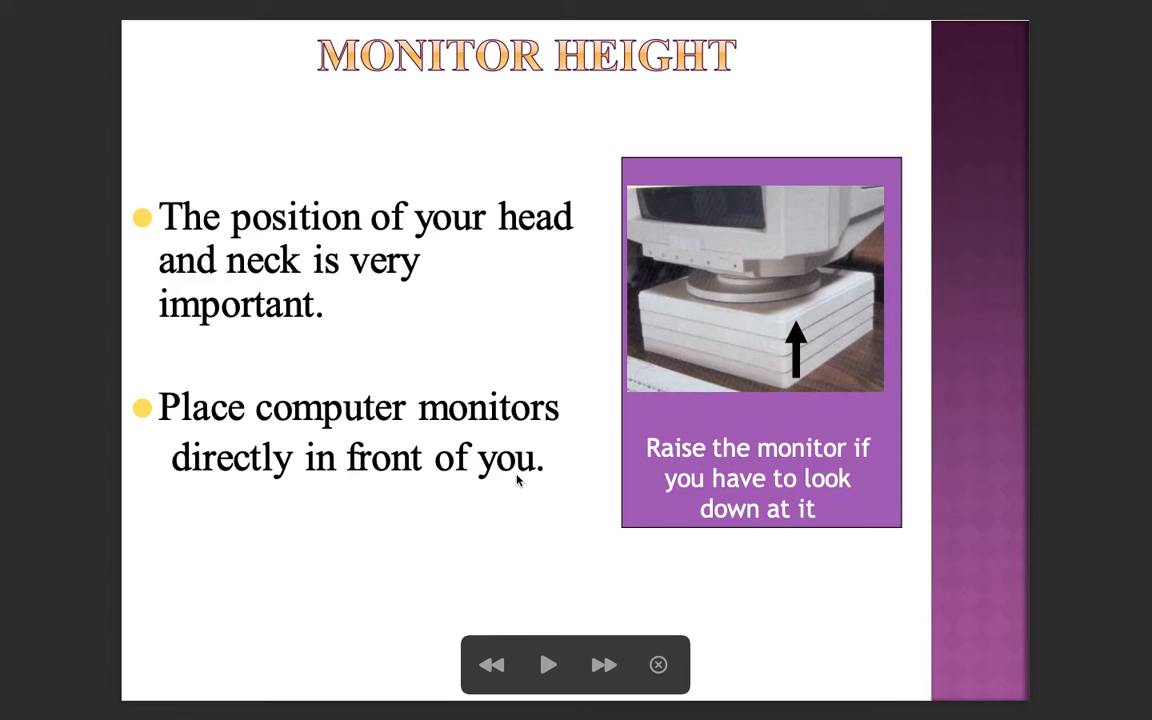 MONITOR HEIGHT
The position of your head
and neck is very
important.
Place computer monitors
directly in front of you.
Raise the monitor if
you have to look
down at it